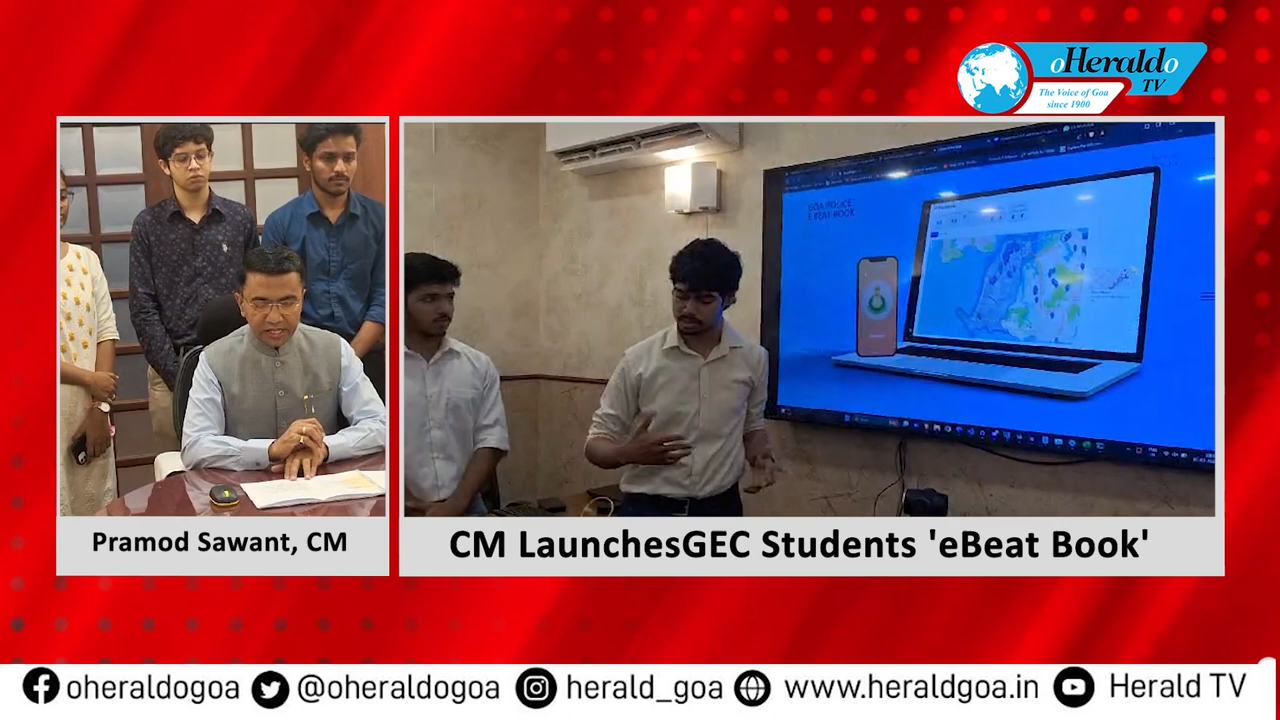 oHeraldo
TV
The Voice of Goa
since 1900
GOA POLICE
E BEAT BOOK
Pramod Sawant, CM
CM LaunchesGEC Students 'eBeat Book'
oheraldogoa @oheraldogoa herald_goa www.heraldgoa.in Herald TV